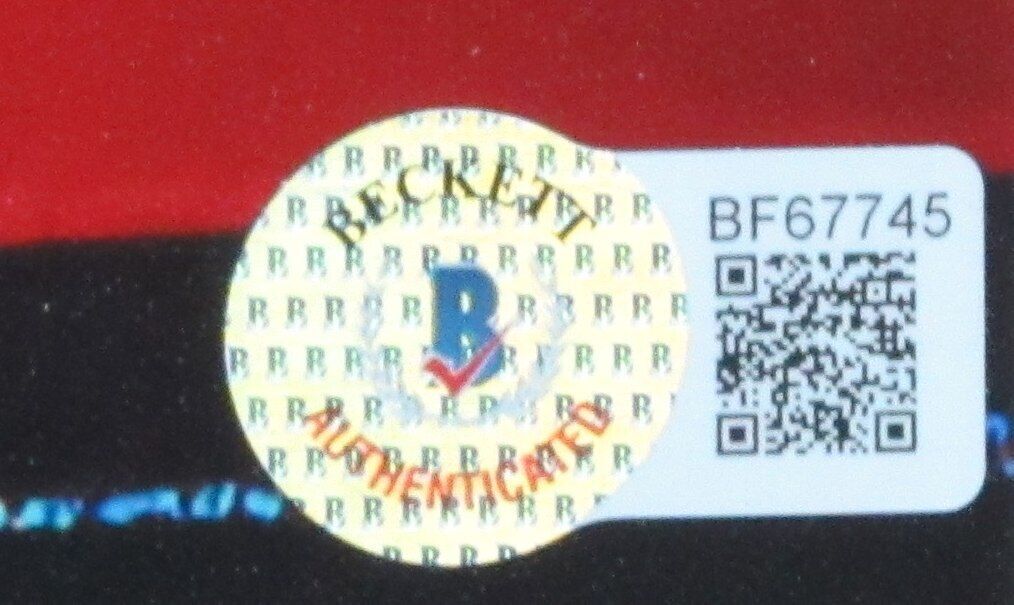 BECKETT
B
AUTHENTICATED
BF67745